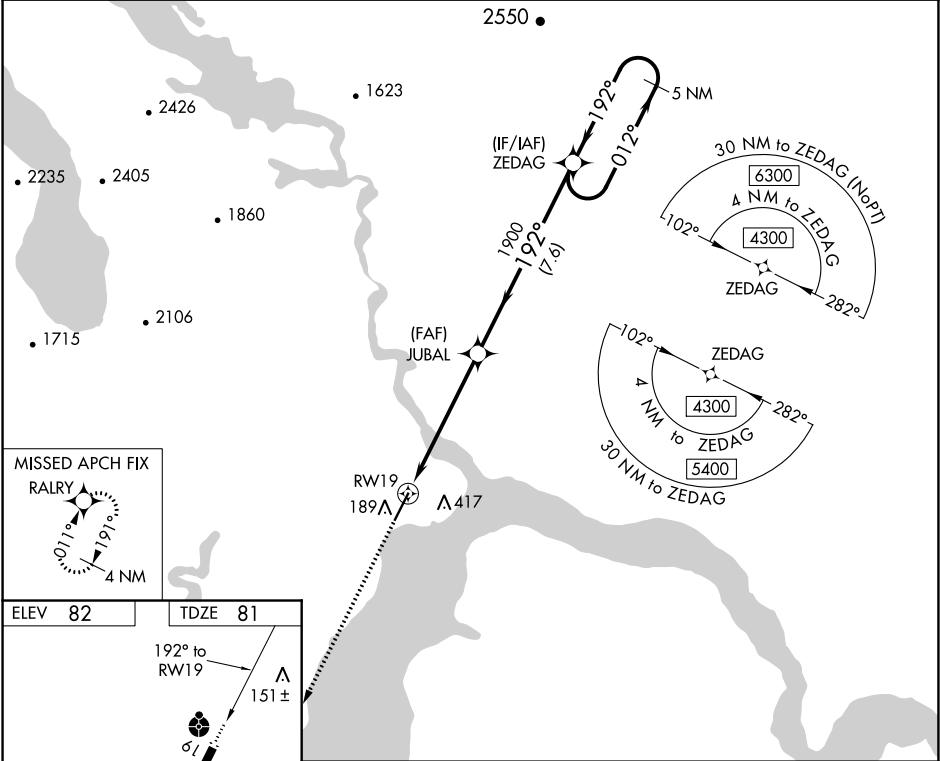 2550
1623
2426
5 NM
192°
012°
(IF/IAF)
ZEDAG
2235
2405
1860
30 NM to ZEDAG (NoPT)
6300
4 NM to ZEDAG
4300
102°
282°
ZEDAG
1900
192°
(7.6)
2106
1715
(FAF)
JUBAL
102°
ZEDAG
282°
4300
4 NM to ZEDAG
5400
30 NM to ZEDAG
MISSED APCH FIX
RALRY
011°
191°
4 NM
RW19
189
417
ELEV 82
TDZE 81
192° to
RW19
151±
19